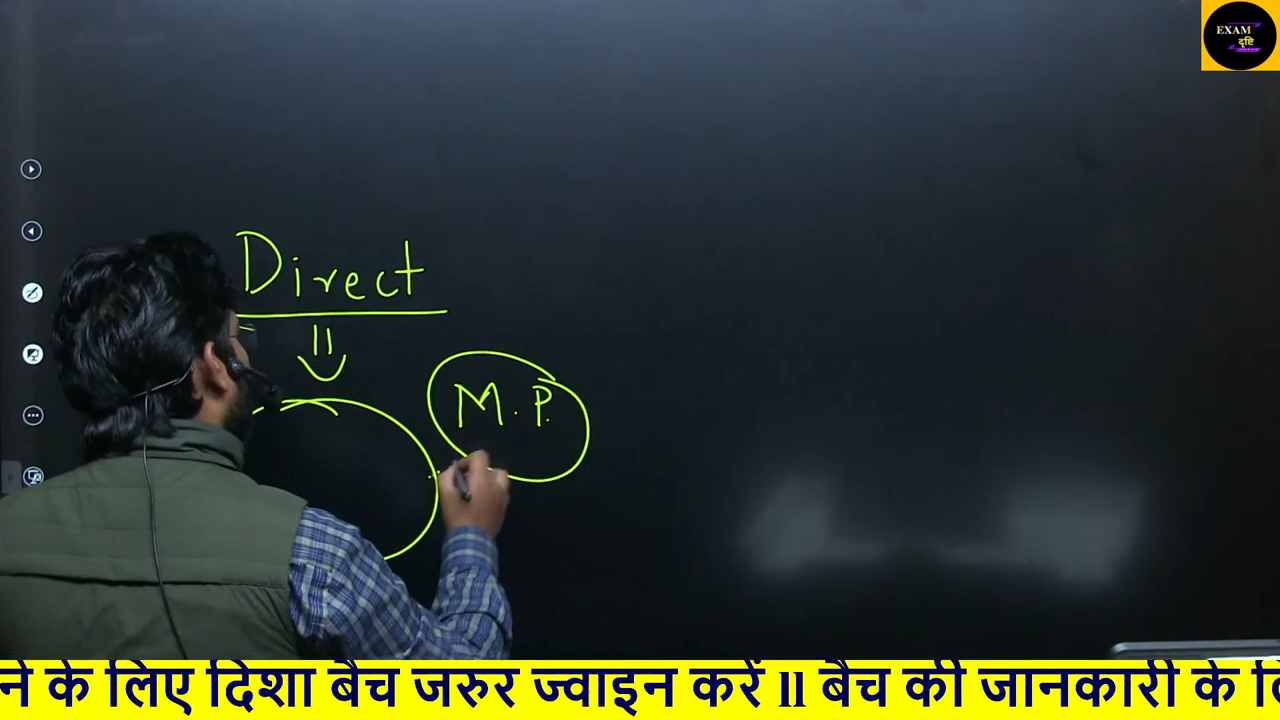 EXAM
दृष्टि
Direct
M.P.
ने के लिए दिशा बैच जरुर ज्वाइन करें ll बैच की जानकारी के लि